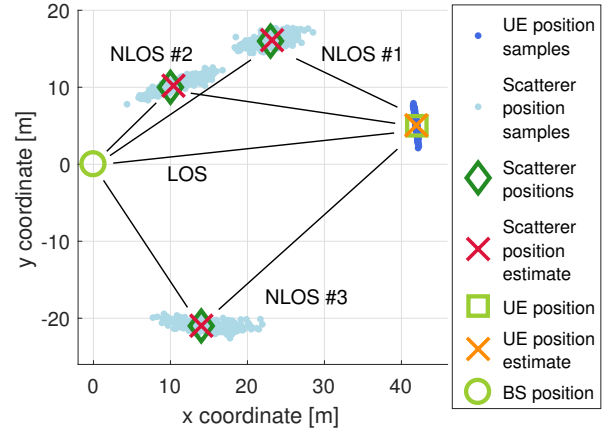 20
10
0
-10
-20
0
10
20
30
40
x coordinate [m]
y coordinate [m]
NLOS #2
NLOS #1
LOS
NLOS #3
UE position
samples
Scatterer
position
samples
Scatterer
positions
Scatterer
position
estimate
UE position
UE position
estimate
BS position